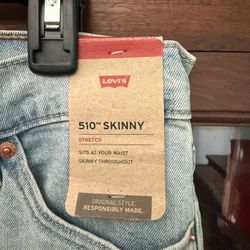 Levi's
510™ SKINNY
STRETCH
SITS AT YOUR WAIST
SKINNY THROUGHOUT
ORIGINAL STYLE.
RESPONSIBLY MADE.